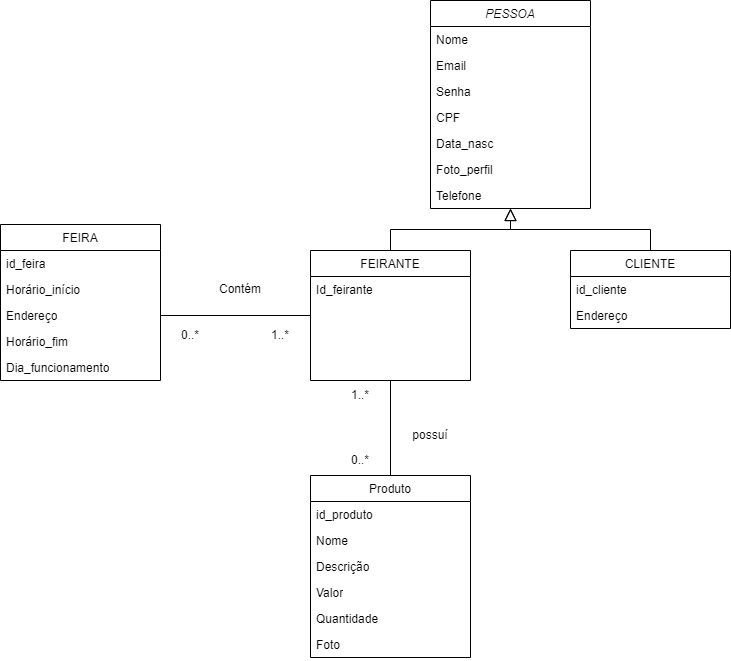 PESSOA
Nome
Email
Senha
CPF
Data_nasc
Foto_perfil
Telefone
FEIRA
id_feira
Horário_início
Endereço
Horário_fim
Dia_funcionamento
Contém
0..*
1..*
FEIRANTE
Id_feirante
CLIENTE
id_cliente
Endereço
1..*
possuí
0..*
Produto
id_produto
Nome
Descrição
Valor
Quantidade
Foto